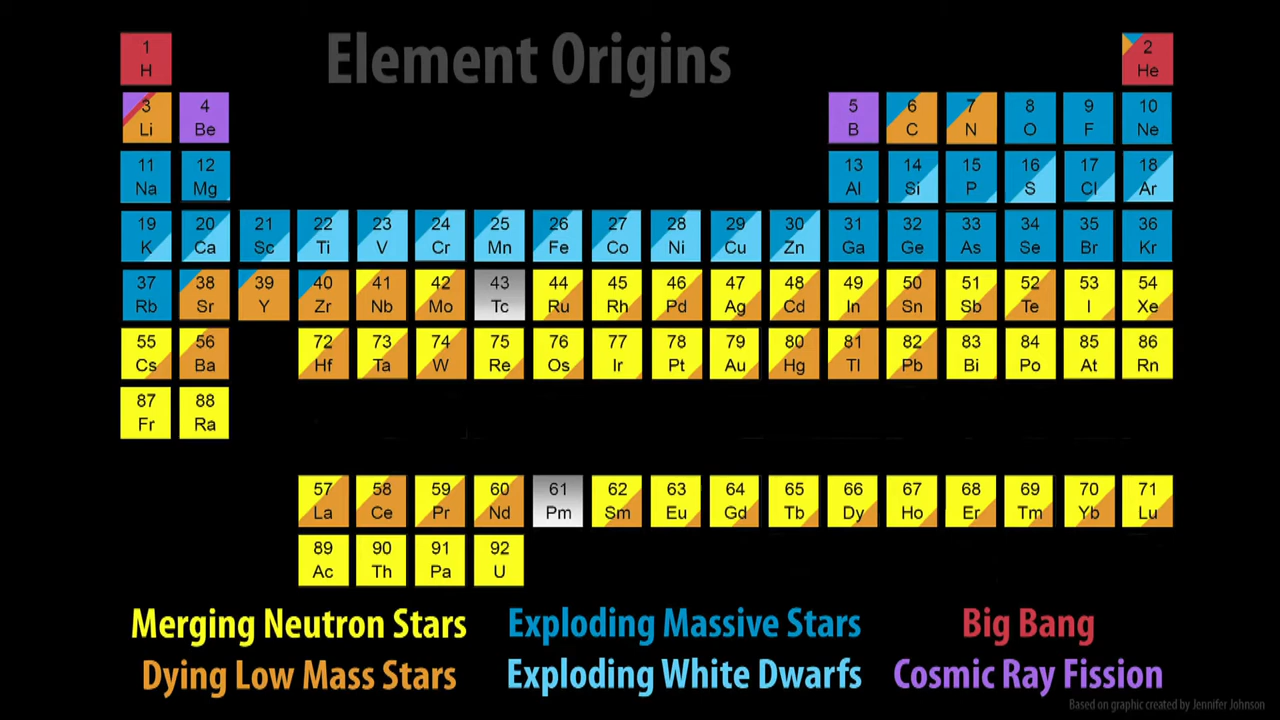 Element Origins
1 2
H He
3 4 5 6 7 8 9 10
Li Be B C N O F Ne
11 12 13 14 15 16 17 18
Na Mg Al Si P S Cl Ar
19 20 21 22 23 24 25 26 27 28 29 30 31 32 33 34 35 36
K Ca Sc Ti V Cr Mn Fe Co Ni Cu Zn Ga Ge As Se Br Kr
37 38 39 40 41 42 43 44 45 46 47 48 49 50 51 52 53 54
Rb Sr Y Zr Nb Mo Tc Ru Rh Pd Ag Cd In Sn Sb Te I Xe
55 56 72 73 74 75 76 77 78 79 80 81 82 83 84 85 86
Cs Ba Hf Ta W Re Os Ir Pt Au Hg Tl Pb Bi Po At Rn
87 88
Fr Ra
57 58 59 60 61 62 63 64 65 66 67 68 69 70 71
La Ce Pr Nd Pm Sm Eu Gd Tb Dy Ho Er Tm Yb Lu
89 90 91 92
Ac Th Pa U
Merging Neutron Stars Exploding Massive Stars Big Bang
Dying Low Mass Stars Exploding White Dwarfs Cosmic Ray Fission
Based on graphic created by Jennifer Johnson